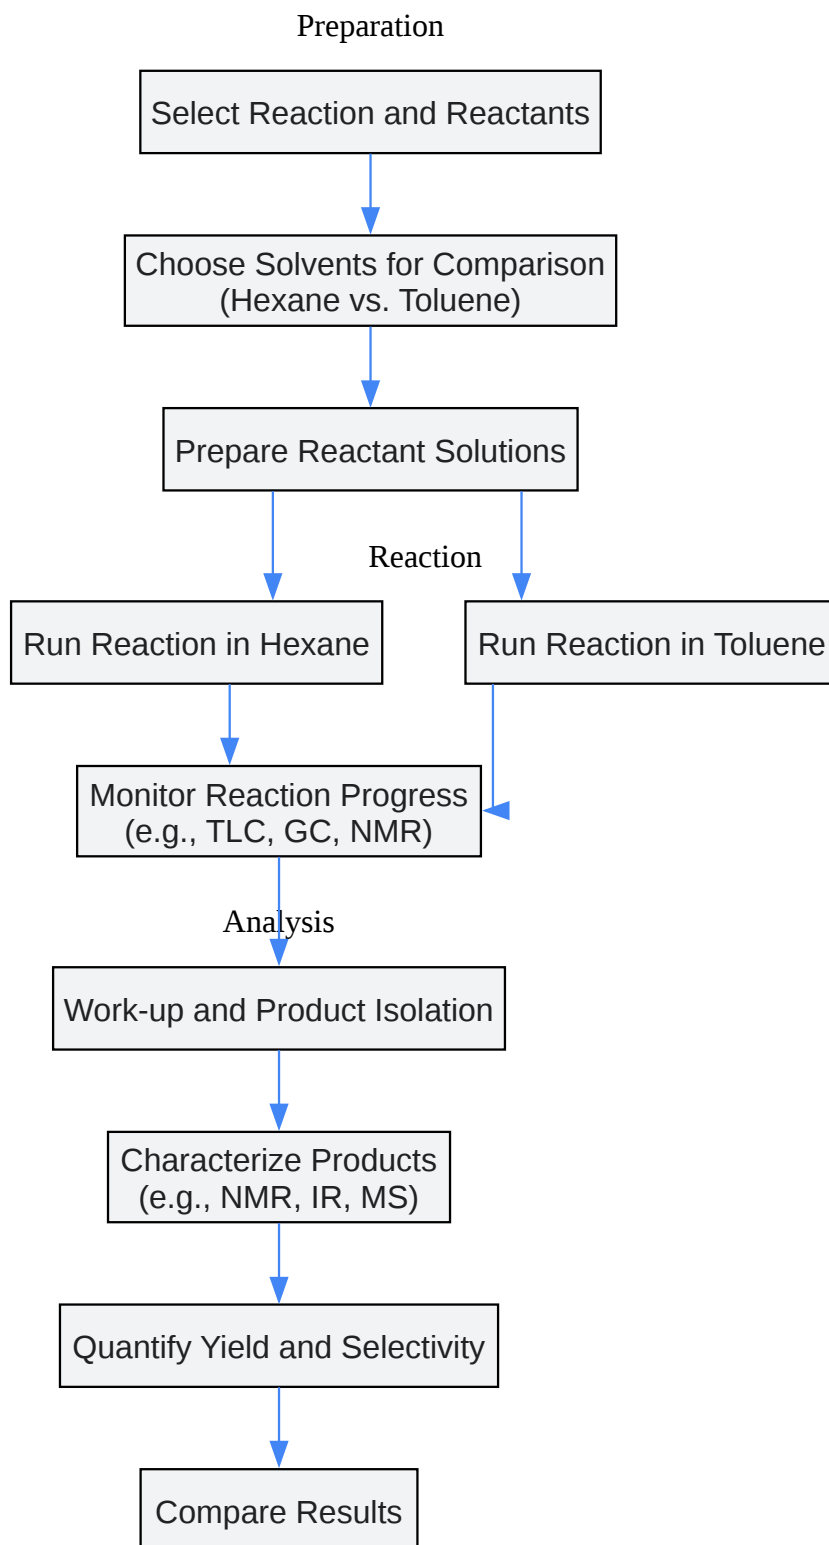 Preparation
Select Reaction and Reactants
Choose Solvents for Comparison
(Hexane vs. Toluene)
Prepare Reactant Solutions
Reaction
Run Reaction in Hexane
Run Reaction in Toluene
Monitor Reaction Progress
(e.g., TLC, GC, NMR)
Analysis
Work-up and Product Isolation
Characterize Products
(e.g., NMR, IR, MS)
Quantify Yield and Selectivity
Compare Results